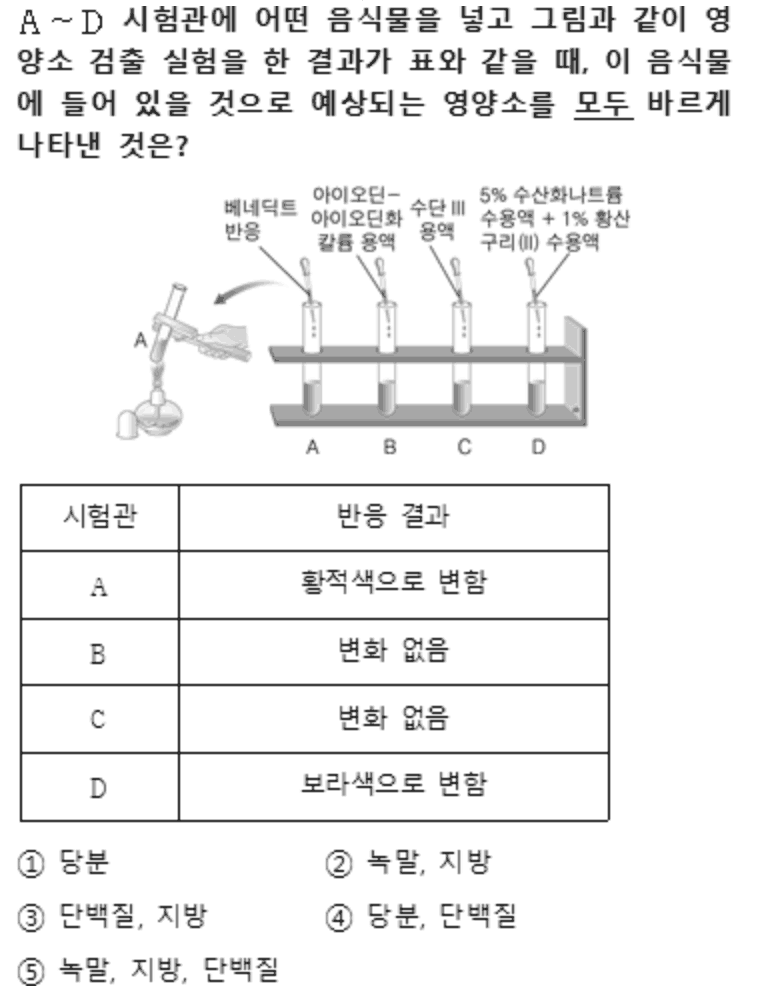 A ~ D 시험관에 어떤 음식물을 넣고 그림과 같이 영
양소 검출 실험을 한 결과가 표와 같을 때, 이 음식물
에 들어 있을 것으로 예상되는 영양소를 모두 바르게
나타낸 것은?
베네딕트
반응
아이오딘-
아이오딘화
칼륨 용액
수단 Ⅲ
용액
5% 수산화나트륨
수용액 + 1% 황산
구리(II) 수용액
A
A B C D
시험관 반응 결과
A 황적색으로 변함
B 변화 없음
C 변화 없음
D 보라색으로 변함
① 당분 ② 녹말, 지방
③ 단백질, 지방 ④ 당분, 단백질
⑤ 녹말, 지방, 단백질